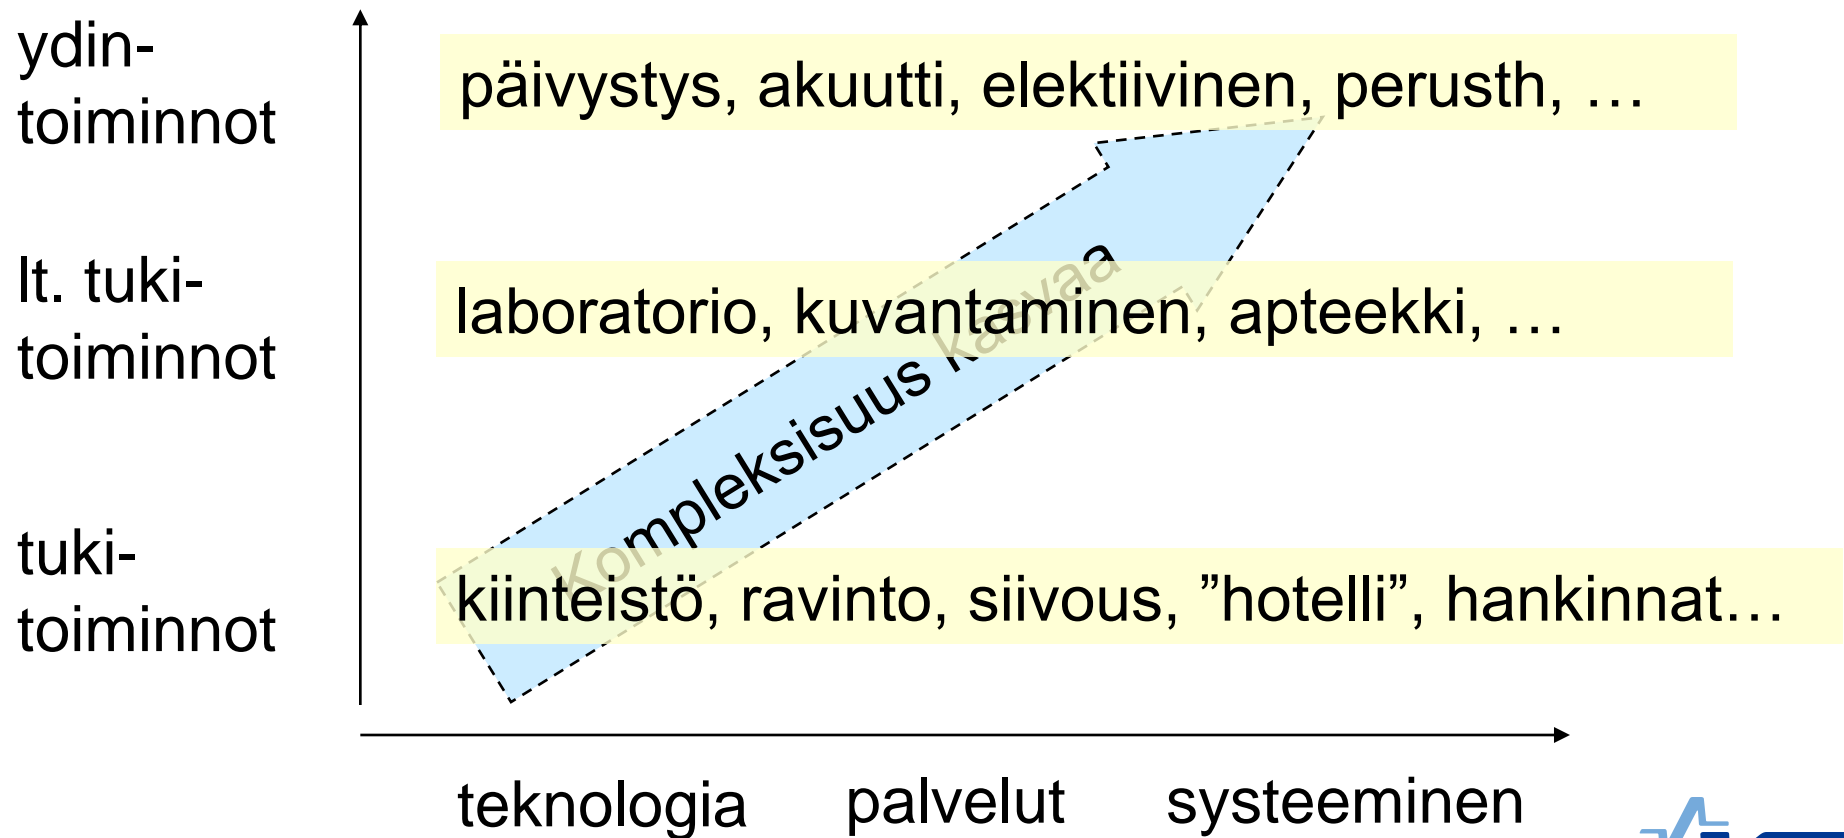 ydin-
toiminnot
päivystys, akuutti, elektiivinen, perusth, …
lt. tuki-
toiminnot
laboratorio, kuvantaminen, apteekki, …
Kompleksisuus kasvaa
tuki-
toiminnot
kiinteistö, ravinto, siivous, ”hotelli”, hankinnat…
teknologia palvelut systeeminen